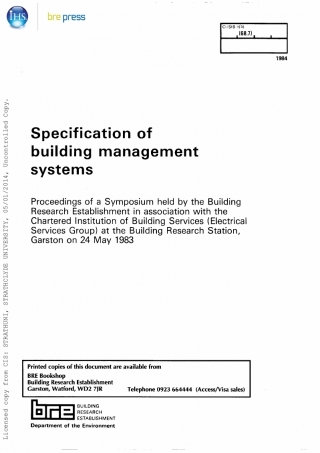 IHS
bre press
CI/SfB 01A
(68.7)
1984
Specification of
building management
systems
Proceedings of a Symposium held by the Building
Research Establishment in association with the
Chartered Institution of Building Services (Electrical
Services Group) at the Building Research Station,
Garston on 24 May 1983
Printed copies of this document are available from
BRE Bookshop
Building Research Establishment
Garston, Watford, WD2 7JR Telephone 0923 664444 (Access/Visa sales)
bre BUILDING
RESEARCH
ESTABLISHMENT
Department of the Environment
Licensed copy from CIS: STRATHUNI, STRATHCLYDE UNIVERSITY, 05/01/2014, Uncontrolled Copy.